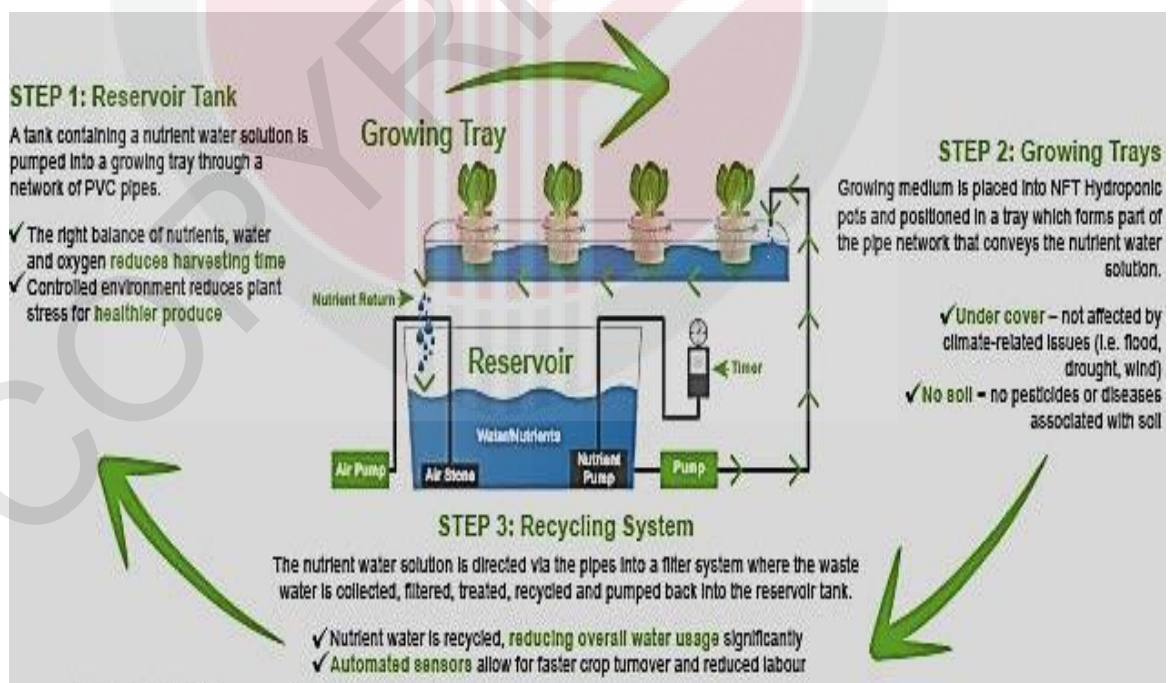 STEP 1: Reservoir Tank
A tank containing a nutrient water solution is
pumped into a growing tray through a
network of PVC pipes.
✓ The right balance of nutrients, water
and oxygen reduces harvesting time
✓ Controlled environment reduces plant
stress for healthier produce
Growing Tray
STEP 2: Growing Trays
Growing medium is placed into NFT Hydroponic
pots and positioned in a tray which forms part of
the pipe network that conveys the nutrient water
solution.
✓ Under cover – not affected by
climate-related issues (i.e. flood,
drought, wind)
✓ No soil – no pesticides or diseases
associated with soil
Nutrient Return
Reservoir
Timer
Water/Nutrients
Air Pump
Air Stone
Nutrient
Pump
Pump
STEP 3: Recycling System
The nutrient water solution is directed via the pipes into a filter system where the waste
water is collected, filtered, treated, recycled and pumped back into the reservoir tank.
✓ Nutrient water is recycled, reducing overall water usage significantly
✓ Automated sensors allow for faster crop turnover and reduced labour
COPYR